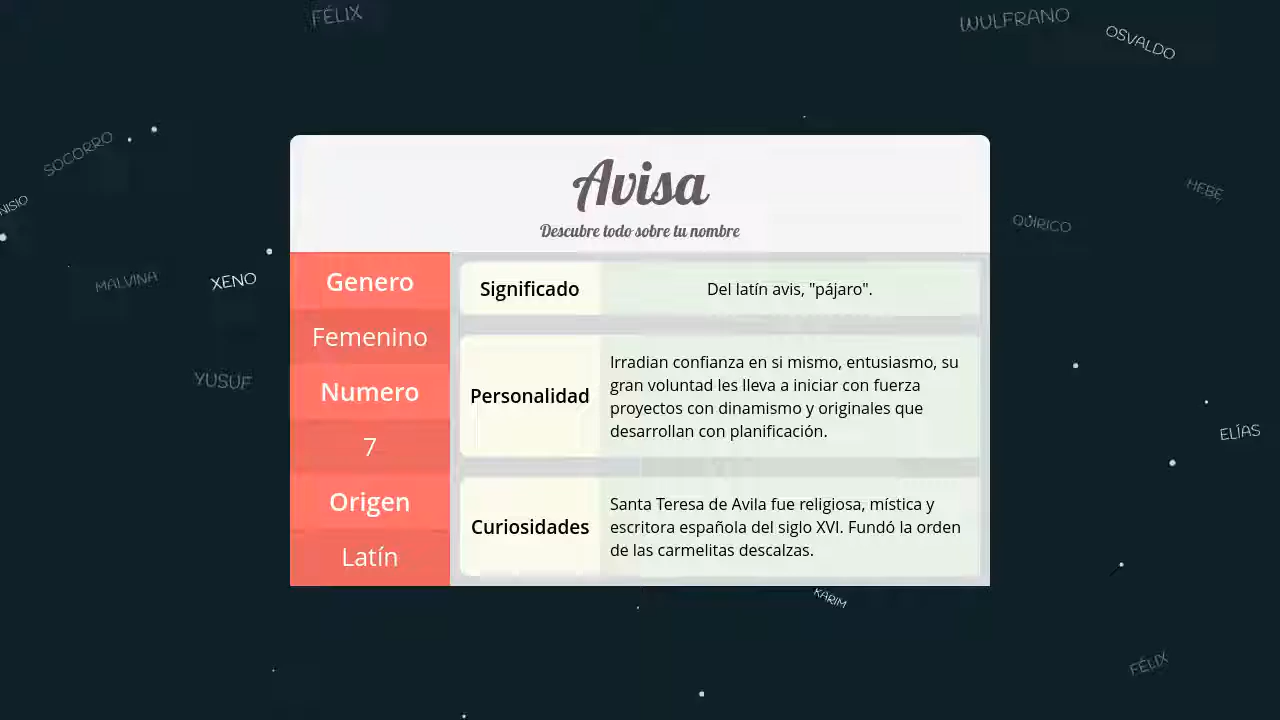 FÉLIX
WULFRANO
OSVALDO
SOCORRO
NISIO
MALVINA
XENO
HEBE
QUIRICO
YUSUF
ELÍAS
Avisa
Descubre todo sobre tu nombre
Genero
Femenino
Numero
7
Origen
Latín
Significado
Del latín avis, "pájaro".
Personalidad
Irradian confianza en si mismo, entusiasmo, su
gran voluntad les lleva a iniciar con fuerza
proyectos con dinamismo y originales que
desarrollan con planificación.
Curiosidades
Santa Teresa de Avila fue religiosa, mística y
escritora española del siglo XVI. Fundó la orden
de las carmelitas descalzas.
KARIM
FÉLIX